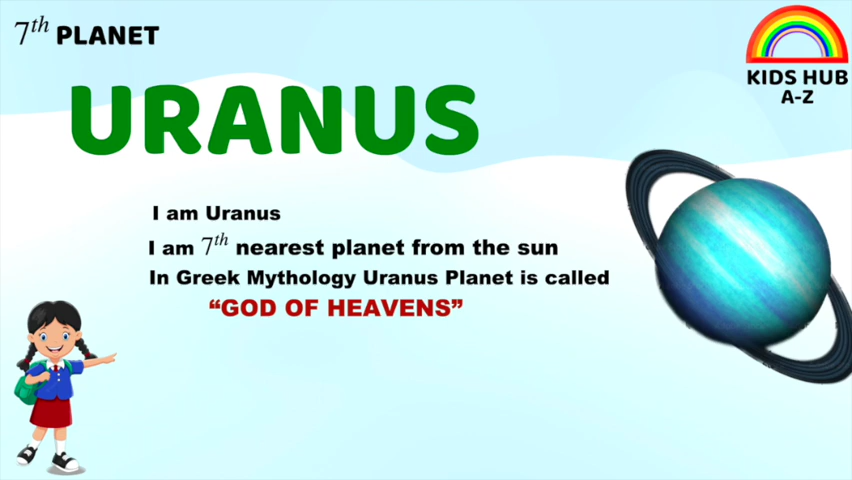 7th PLANET
KIDS HUB
A-Z
URANUS
I am Uranus
I am 7th nearest planet from the sun
In Greek Mythology Uranus Planet is called
“GOD OF HEAVENS”